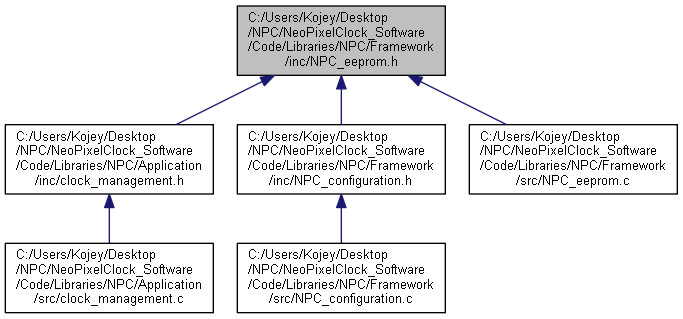 C:/Users/Kojey/Desktop
/NPC/NeoPixelClock_Software
/Code/Libraries/NPC/Framework
/inc/NPC_eeprom.h
C:/Users/Kojey/Desktop
/NPC/NeoPixelClock_Software
/Code/Libraries/NPC/Application
/inc/clock_management.h
C:/Users/Kojey/Desktop
/NPC/NeoPixelClock_Software
/Code/Libraries/NPC/Framework
/inc/NPC_configuration.h
C:/Users/Kojey/Desktop
/NPC/NeoPixelClock_Software
/Code/Libraries/NPC/Framework
/src/NPC_eeprom.c
C:/Users/Kojey/Desktop
/NPC/NeoPixelClock_Software
/Code/Libraries/NPC/Application
/src/clock_management.c
C:/Users/Kojey/Desktop
/NPC/NeoPixelClock_Software
/Code/Libraries/NPC/Framework
/src/NPC_configuration.c